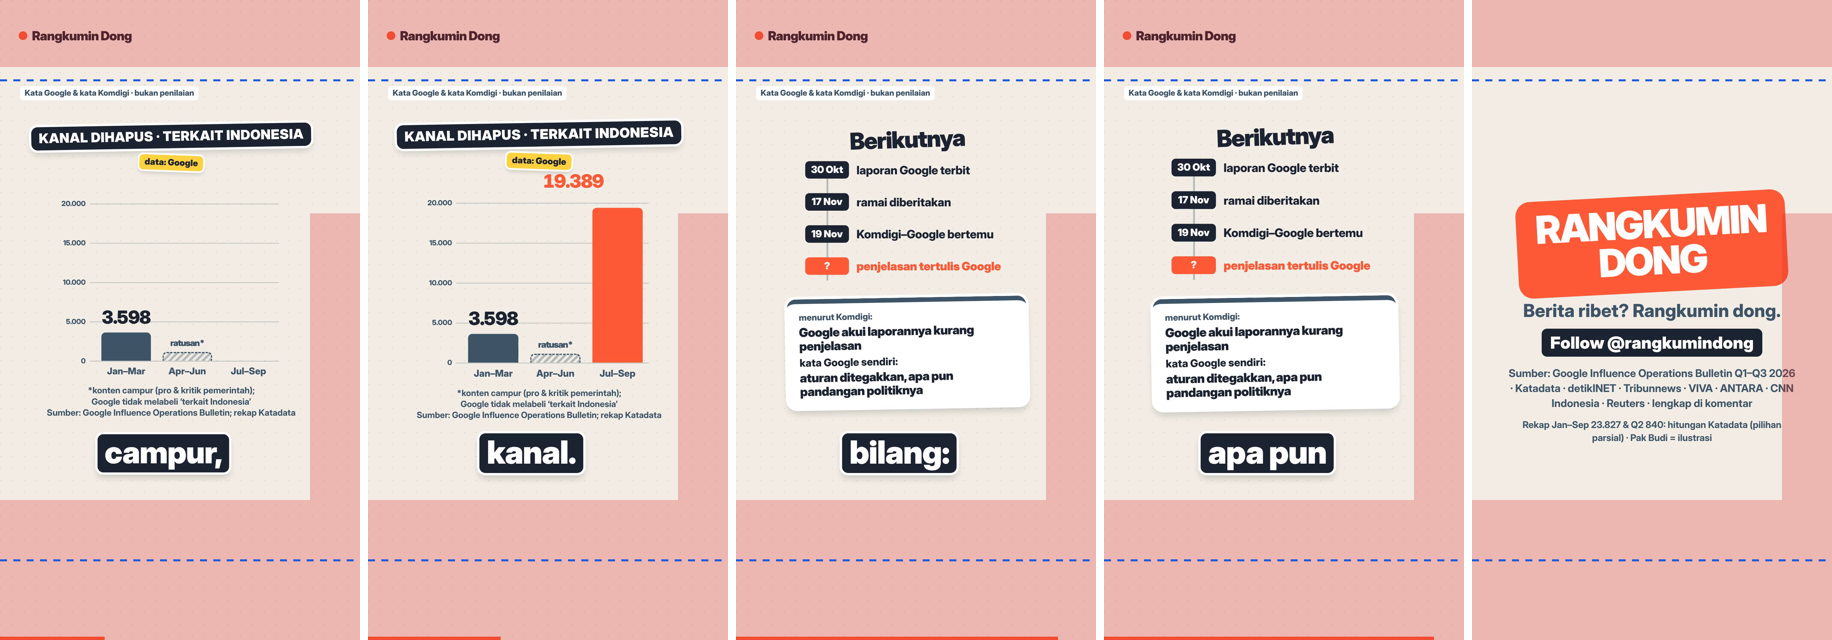 Rangkumin Dong
Kata Google & kata Komdigi · bukan penilaian
KANAL DIHAPUS · TERKAIT INDONESIA
data: Google
20.000
15.000
10.000
5.000
0
3.598
ratusan*
Jan–Mar
Apr–Jun
Jul–Sep
*konten campur (pro & kritik pemerintah);
Google tidak melabeli 'terkait Indonesia'
Sumber: Google Influence Operations Bulletin; rekap Katadata
campur,
Rangkumin Dong
Kata Google & kata Komdigi · bukan penilaian
KANAL DIHAPUS · TERKAIT INDONESIA
data: Google
19.389
20.000
15.000
10.000
5.000
0
3.598
ratusan*
Jan–Mar
Apr–Jun
Jul–Sep
*konten campur (pro & kritik pemerintah);
Google tidak melabeli 'terkait Indonesia'
Sumber: Google Influence Operations Bulletin; rekap Katadata
kanal.
Rangkumin Dong
Kata Google & kata Komdigi · bukan penilaian
Berikutnya
30 Okt laporan Google terbit
17 Nov ramai diberitakan
19 Nov Komdigi–Google bertemu
? penjelasan tertulis Google
menurut Komdigi:
Google akui laporannya kurang
penjelasan
kata Google sendiri:
aturan ditegakkan, apa pun
pandangan politiknya
bilang:
Rangkumin Dong
Kata Google & kata Komdigi · bukan penilaian
Berikutnya
30 Okt laporan Google terbit
17 Nov ramai diberitakan
19 Nov Komdigi–Google bertemu
? penjelasan tertulis Google
menurut Komdigi:
Google akui laporannya kurang
penjelasan
kata Google sendiri:
aturan ditegakkan, apa pun
pandangan politiknya
apa pun
RANGKUMIN
DONG
Berita ribet? Rangkumin dong.
Follow @rangkumindong
Sumber: Google Influence Operations Bulletin Q1–Q3 2026
· Katadata · detikINET · Tribunnews · VIVA · ANTARA · CNN
Indonesia · Reuters · lengkap di komentar
Rekap Jan–Sep 23.827 & Q2 840: hitungan Katadata (pilihan
parsial) · Pak Budi = ilustrasi